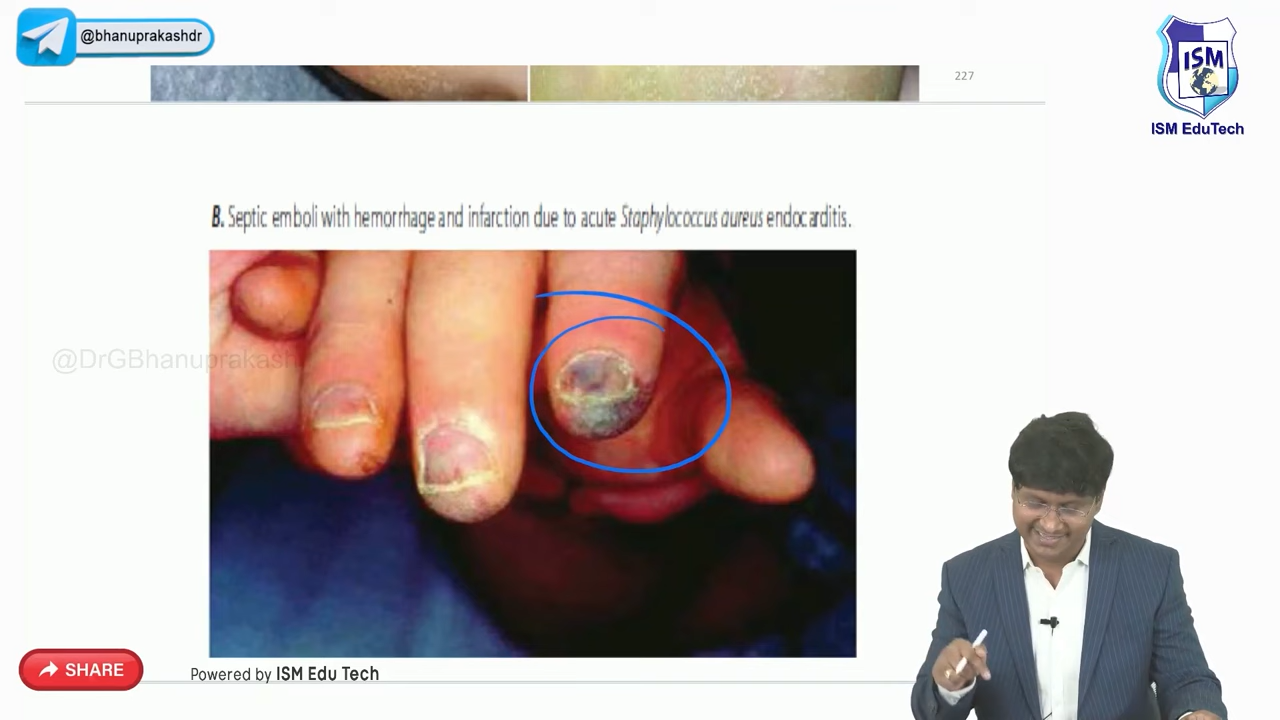 @bhanuprakashdr
ISM
ISM EduTech
227
B. Septic emboli with hemorrhage and infarction due to acute Staphylococcus aureus endocarditis.
@DrGBhanuprakash
SHARE
Powered by ISM Edu Tech